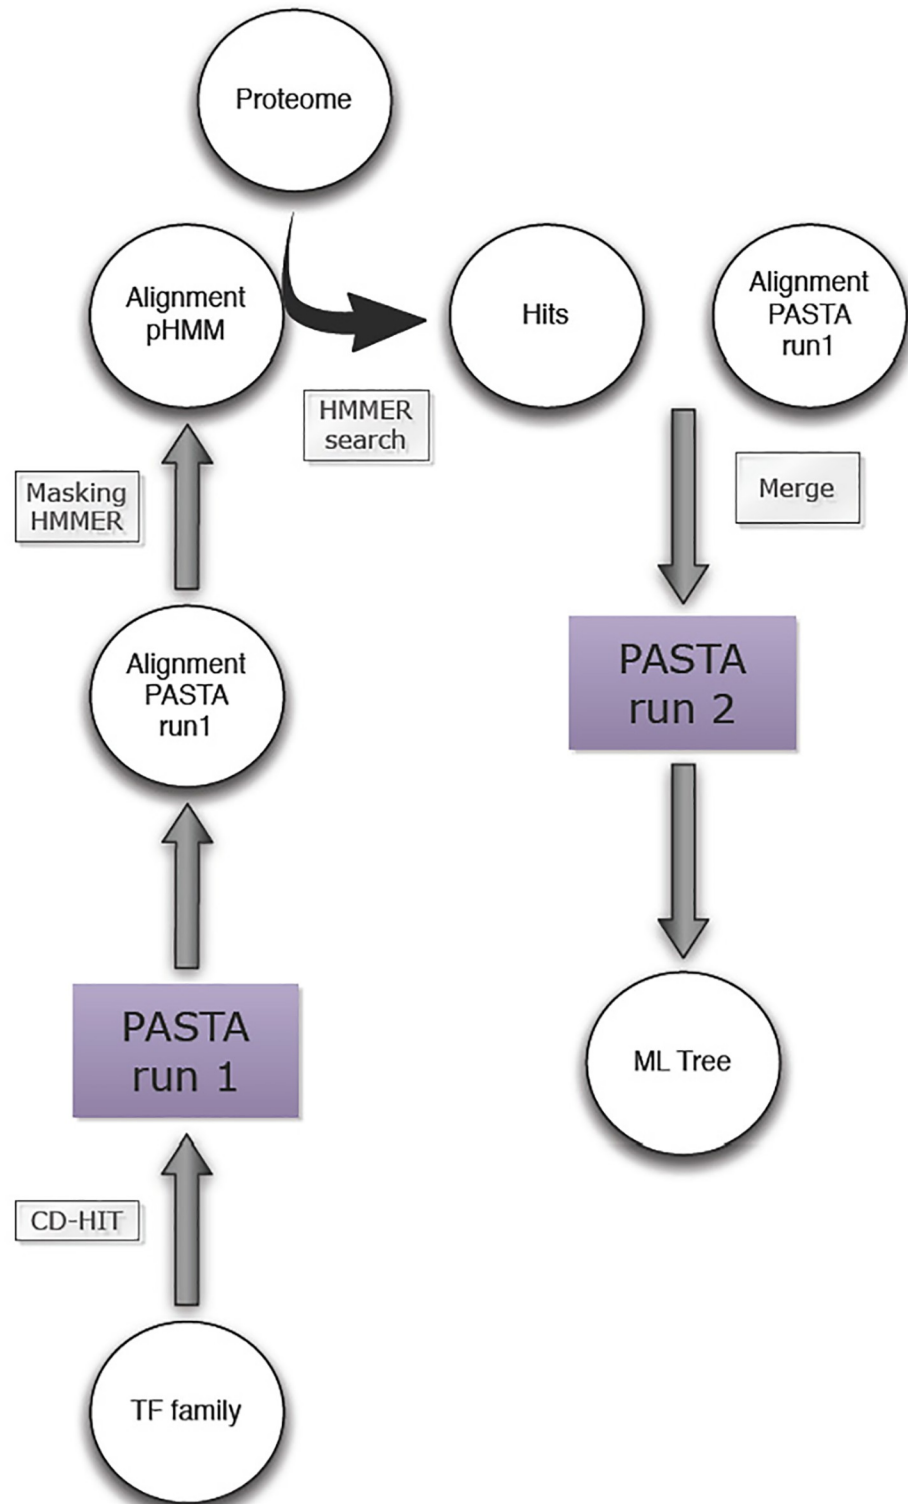 Proteome
Alignment
pHMM
Hits
Alignment
PASTA
run1
HMMER
search
Masking
HMMER
Merge
Alignment
PASTA
run1
PASTA
run 2
PASTA
run 1
ML Tree
CD-HIT
TF family